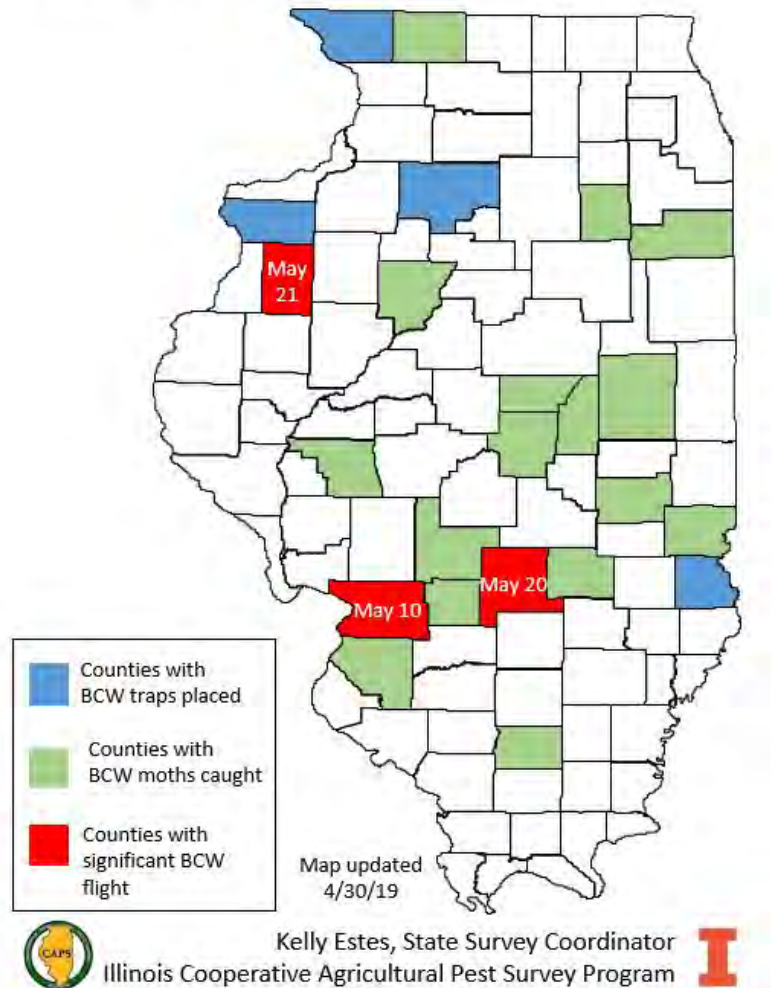 May
21
May 20
May 10
Counties with
BCW traps placed
Counties with
BCW moths caught
Counties with
significant BCW
flight
Map updated
4/30/19
CAPS
Kelly Estes, State Survey Coordinator
Illinois Cooperative Agricultural Pest Survey Program
I